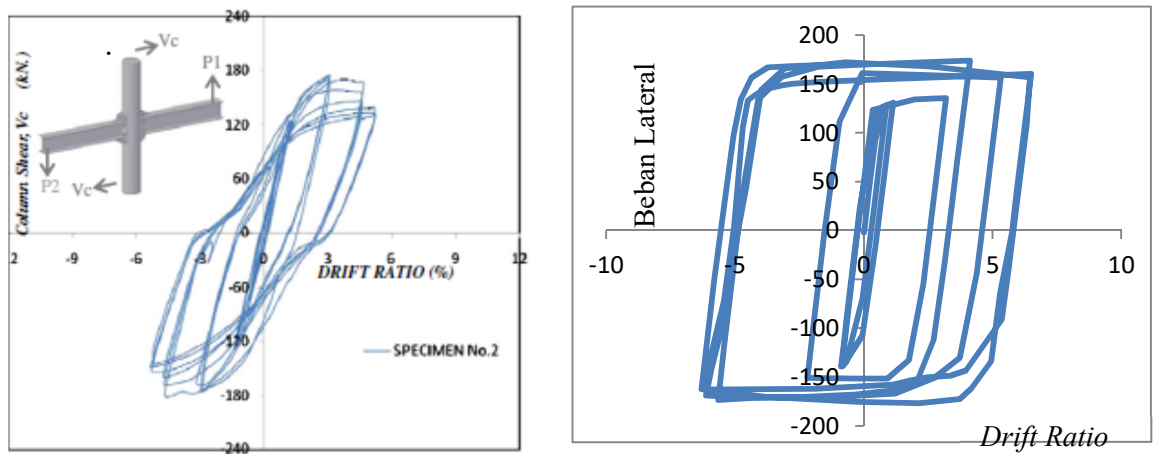 240
180
120
60
0
-60
-120
-180
-240
Column Shear, Vc (kN.)
Vc
P1
P2
Vc
2 -9 -6 -3 0 3 6 9 12
DRIFT RATIO (%)
SPECIMEN No.2
200
150
100
50
0
-50
-100
-150
-200
Beban Lateral
-10 -5 0 5 10
Drift Ratio